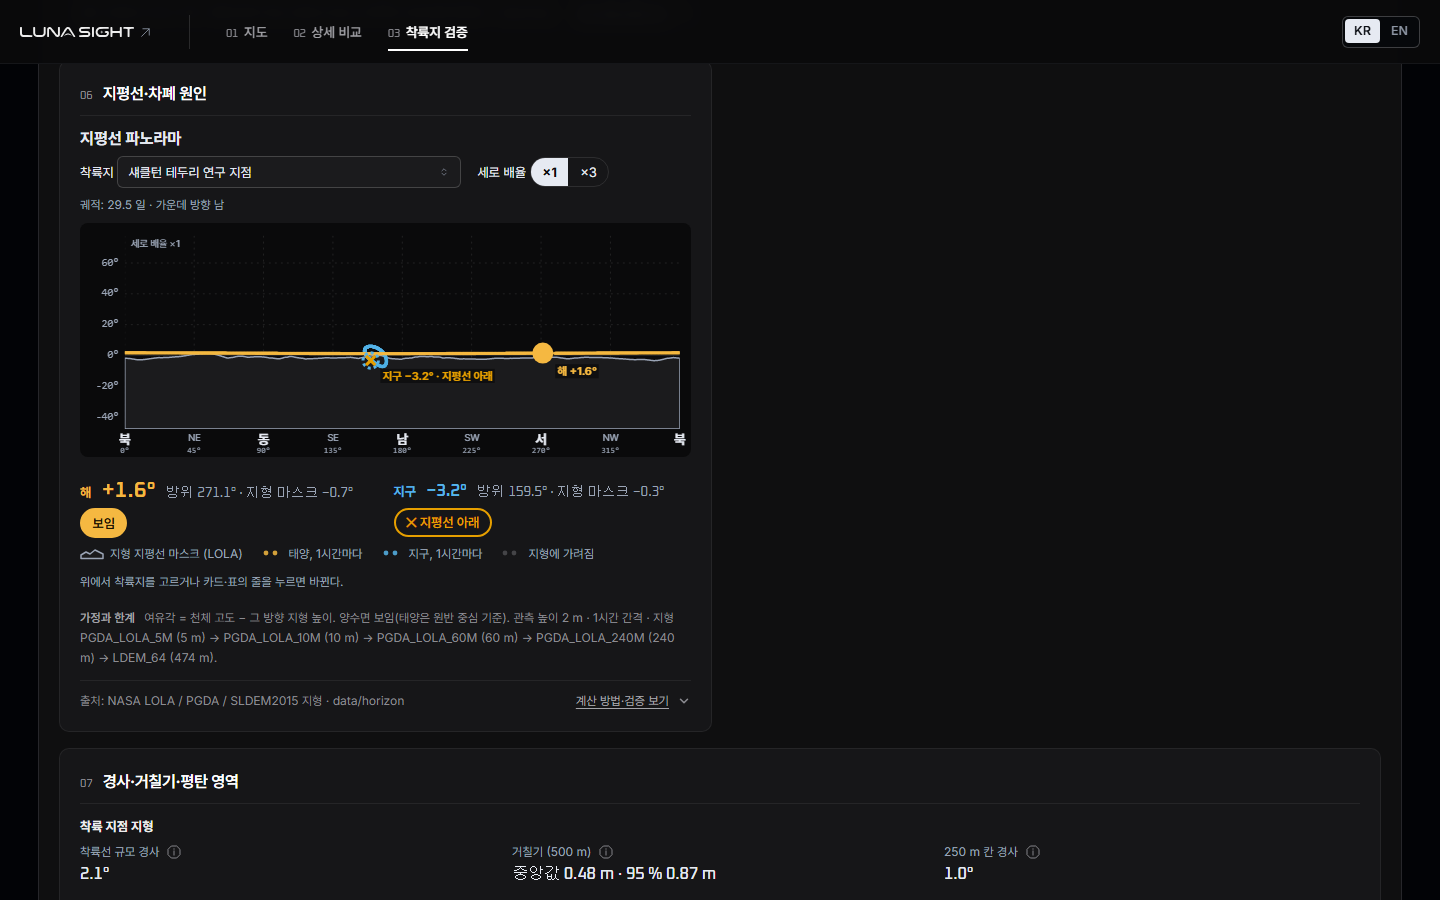 LUNA SIGHT
01 지도
02 상세 비교
03 착륙지 검증
KR
EN
06 지평선·차폐 원인
지평선 파노라마
착륙지 섀클턴 테두리 연구 지점
세로 배율 ×1 ×3
궤적: 29.5 일 · 가운데 방향 남
세로 배율 ×1
60°
40°
20°
0°
-20°
-40°
지구 −3.2° · 지평선 아래
해 +1.6°
북 NE 동 SE 남 SW 서 NW 북
0° 45° 90° 135° 180° 225° 270° 315°
해 +1.6° 방위 271.1° · 지형 마스크 −0.7°
보임
지구 −3.2° 방위 159.5° · 지형 마스크 −0.3°
지평선 아래
지형 지평선 마스크 (LOLA)
태양, 1시간마다
지구, 1시간마다
지형에 가려짐
위에서 착륙지를 고르거나 카드·표의 줄을 누르면 바뀐다.
가정과 한계 여유각 = 천체 고도 − 그 방향 지형 높이. 양수면 보임(태양은 원반 중심 기준). 관측 높이 2 m · 1시간 간격 · 지형
PGDA_LOLA_5M (5 m) → PGDA_LOLA_10M (10 m) → PGDA_LOLA_60M (60 m) → PGDA_LOLA_240M (240
m) → LDEM_64 (474 m).
출처: NASA LOLA / PGDA / SLDEM2015 지형 · data/horizon
계산 방법·검증 보기
07 경사·거칠기·평탄 영역
착륙 지점 지형
착륙선 규모 경사
2.1°
거칠기 (500 m)
중앙값 0.48 m · 95 % 0.87 m
250 m 칸 경사
1.0°